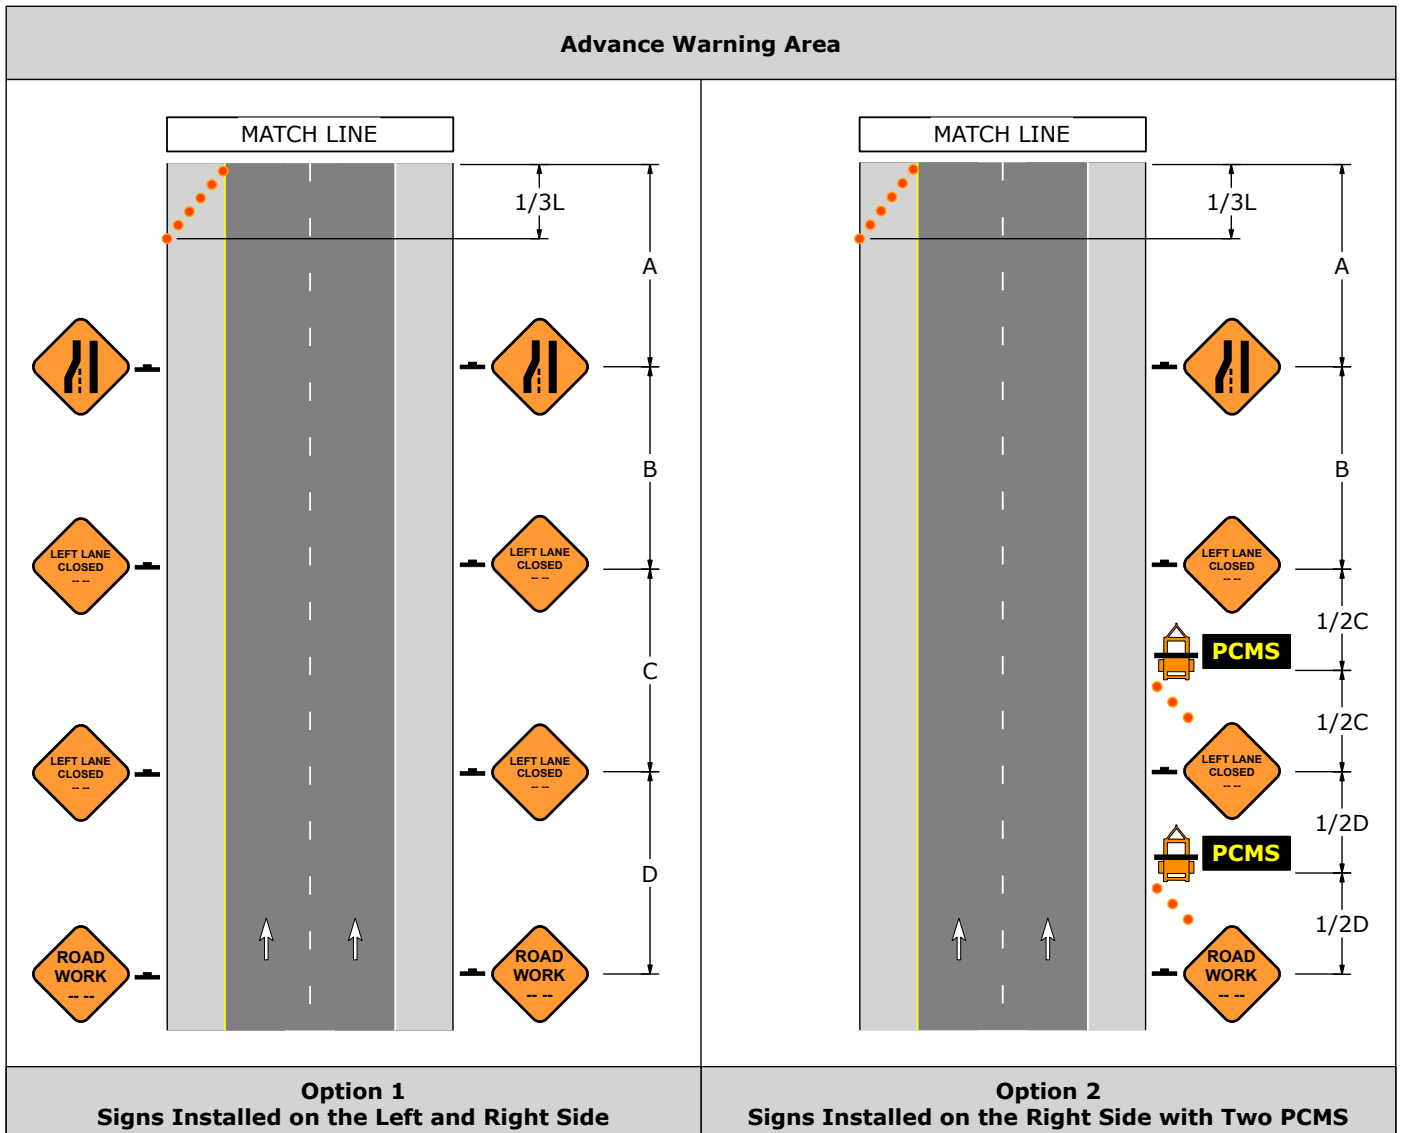 Advance Warning Area
MATCH LINE
1/3L
A
B
LEFT LANE
CLOSED
-- --
LEFT LANE
CLOSED
-- --
C
LEFT LANE
CLOSED
-- --
LEFT LANE
CLOSED
-- --
D
ROAD
WORK
-- --
ROAD
WORK
-- --
Option 1
Signs Installed on the Left and Right Side
MATCH LINE
1/3L
A
B
LEFT LANE
CLOSED
-- --
1/2C
PCMS
1/2C
LEFT LANE
CLOSED
-- --
1/2D
PCMS
1/2D
ROAD
WORK
-- --
Option 2
Signs Installed on the Right Side with Two PCMS